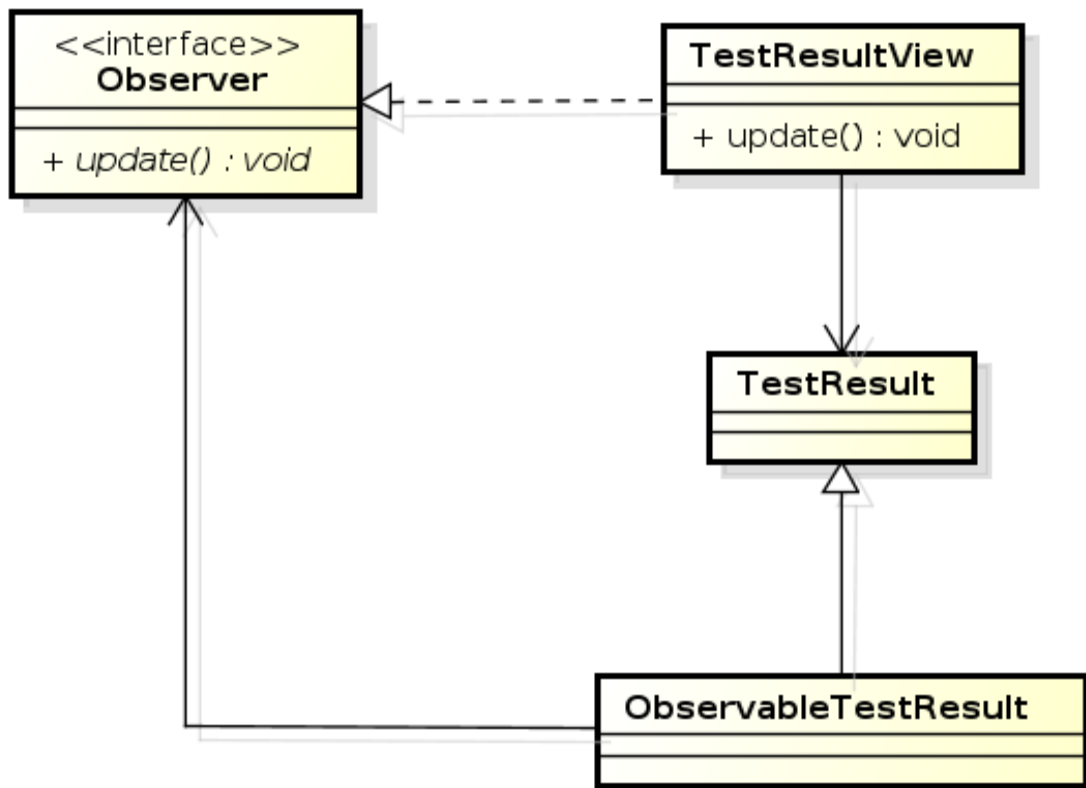 <<interface>>
Observer
+ update() : void
TestResultView
+ update() : void
TestResult
ObservableTestResult